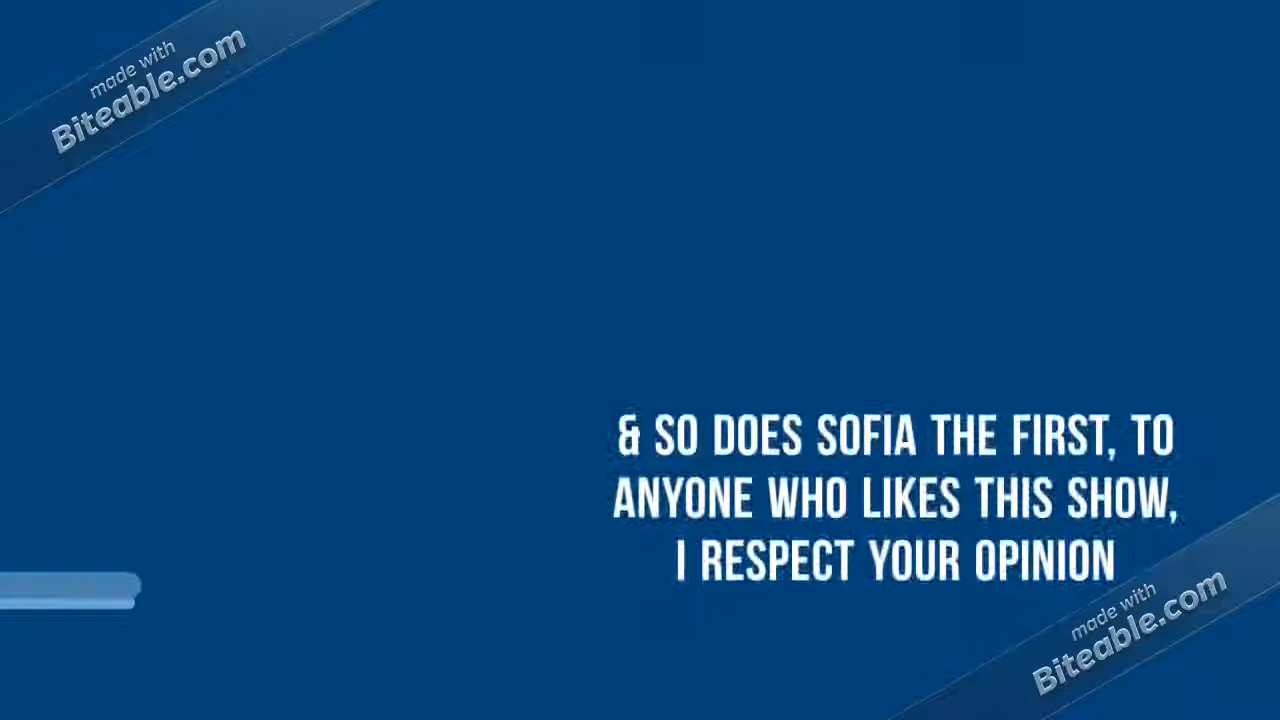 made with
Biteable.com
& SO DOES SOFIA THE FIRST, TO
ANYONE WHO LIKES THIS SHOW,
I RESPECT YOUR OPINION
made with
Biteable.com